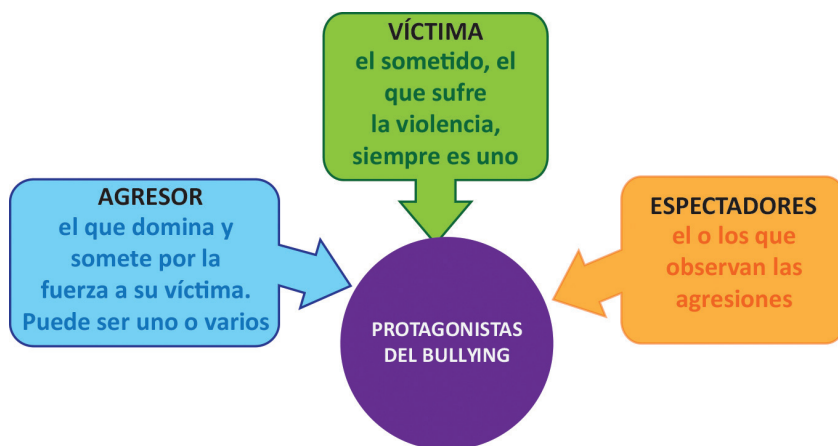 VÍCTIMA
el sometido, el
que sufre
la violencia,
siempre es uno
AGRESOR
el que domina y
somete por la
fuerza a su víctima.
Puede ser uno o varios
ESPECTADORES
el o los que
observan las
agresiones
PROTAGONISTAS
DEL BULLYING